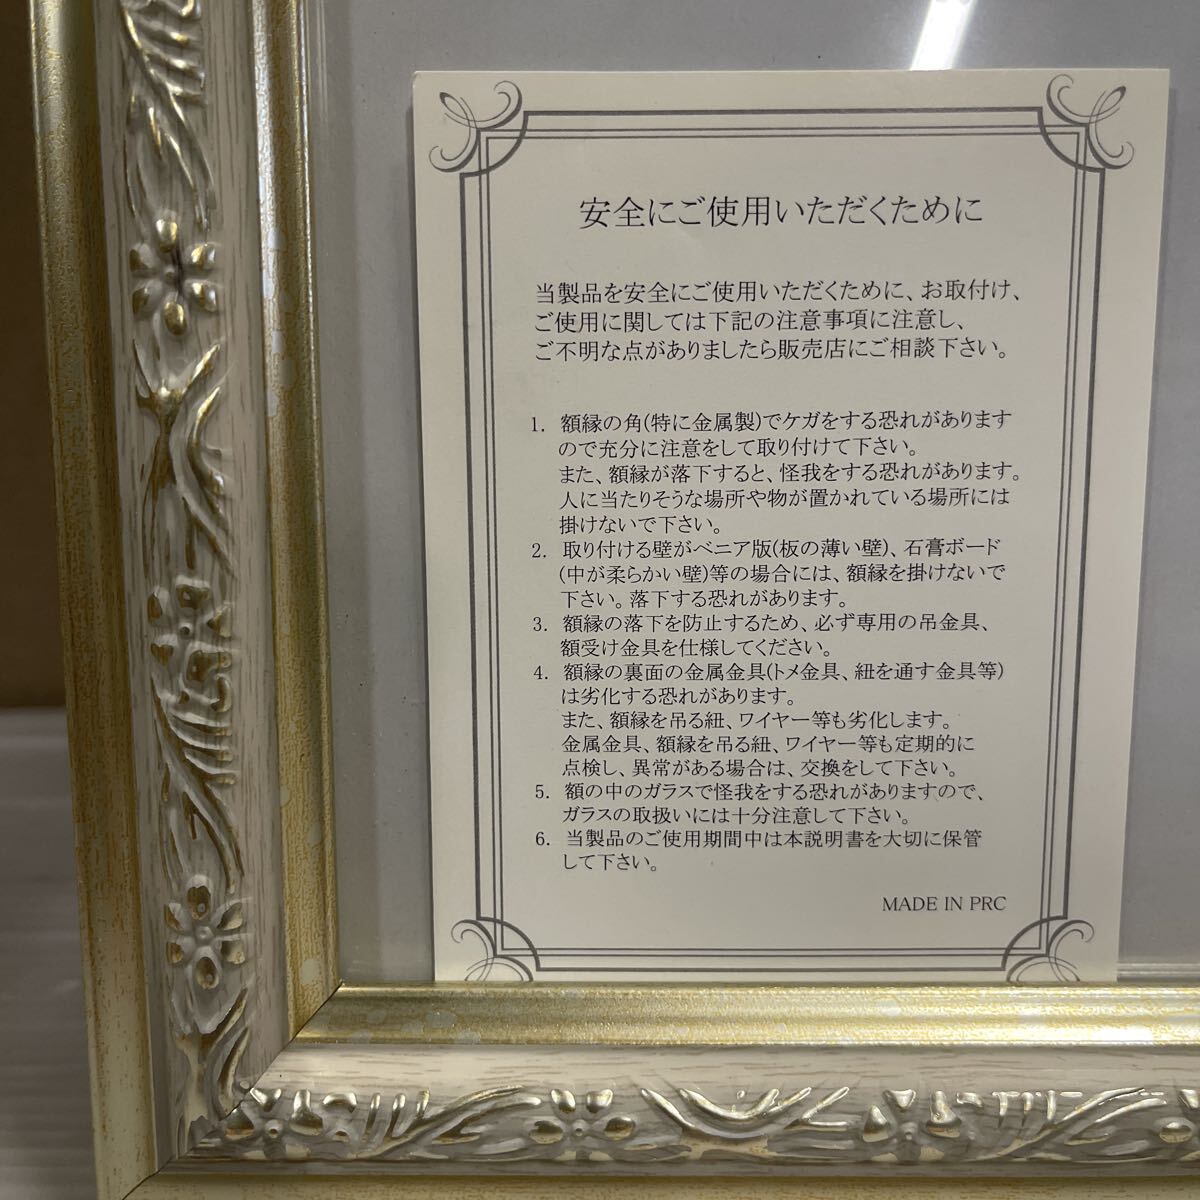 安全にご使用いただくために
当製品を安全にご使用いただくために、お取付け、
ご使用に関しては下記の注意事項に注意し、
ご不明な点がありましたら販売店にご相談下さい。
1. 額縁の角(特に金属製)でケガをする恐れがあります
ので充分に注意をして取り付けて下さい。
また、額縁が落下すると、怪我をする恐れがあります。
人に当たりそうな場所や物が置かれている場所には
掛けないで下さい。
2. 取り付ける壁がベニア版(板の薄い壁)、石膏ボード
(中が柔らかい壁)等の場合には、額縁を掛けないで
下さい。落下する恐れがあります。
3. 額縁の落下を防止するため、必ず専用の吊金具、
額受け金具を仕様してください。
4. 額縁の裏面の金属金具(トメ金具、紐を通す金具等)
は劣化する恐れがあります。
また、額縁を吊る紐、ワイヤー等も劣化します。
金属金具、額縁を吊る紐、ワイヤー等も定期的に
点検し、異常がある場合は、交換をして下さい。
5. 額の中のガラスで怪我をする恐れがありますので、
ガラスの取扱いには十分注意して下さい。
6. 当製品のご使用期間中は本説明書を大切に保管
して下さい。
MADE IN PRC